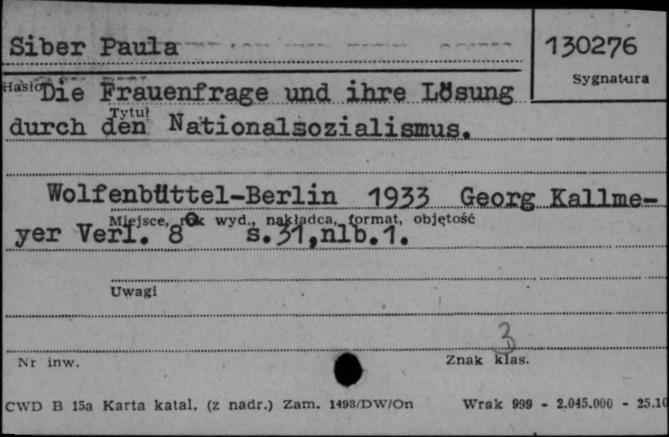 Siber Paula
130276
Sygnatura
Hasło Die Frauenfrage und ihre Lösung
Tytuł
durch den Nationalsozialismus.
Wolfenbüttel-Berlin 1933 Georg Kallme-
Miejsce, rok wyd., nakładca, format, objętość
yer Verl. 8° s.31,nlb.1.
Uwagi
3
Nr inw.
Znak klas.
CWD B 15a Karta katal. (z nadr.) Zam. 1498/DW/On Wrak 999 - 2.045.000 - 25.10